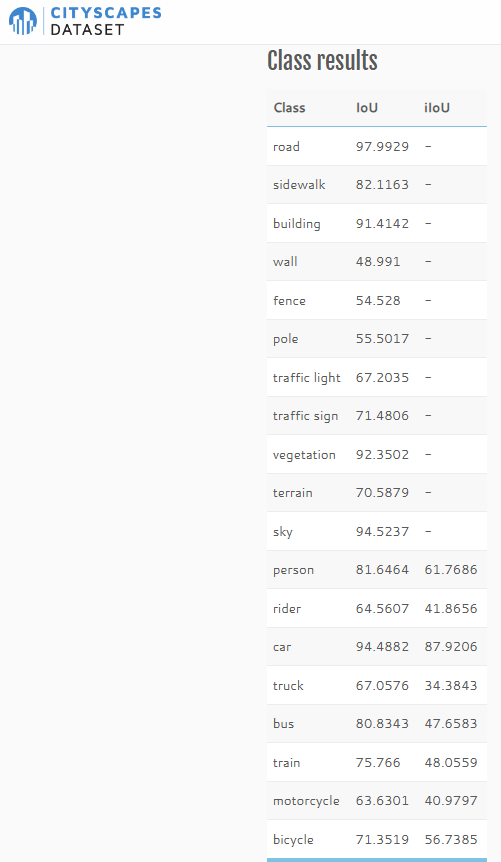 CITYSCAPES
DATASET
Class results
Class IoU iIoU
road 97.9929 -
sidewalk 82.1163 -
building 91.4142 -
wall 48.991 -
fence 54.528 -
pole 55.5017 -
traffic light 67.2035 -
traffic sign 71.4806 -
vegetation 92.3502 -
terrain 70.5879 -
sky 94.5237 -
person 81.6464 61.7686
rider 64.5607 41.8656
car 94.4882 87.9206
truck 67.0576 34.3843
bus 80.8343 47.6583
train 75.766 48.0559
motorcycle 63.6301 40.9797
bicycle 71.3519 56.7385